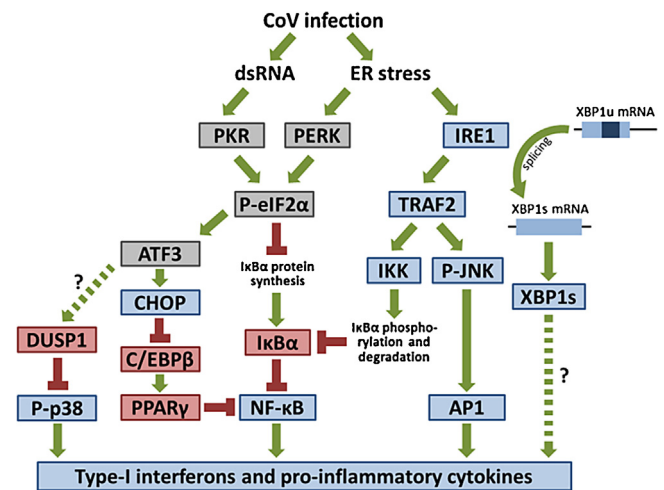 CoV infection
dsRNA
ER stress
XBP1u mRNA
PKR
PERK
IRE1
splicing
P-eIF2α
TRAF2
XBP1s mRNA
ATF3
IκBα protein
synthesis
IKK
P-JNK
?
CHOP
XBP1s
DUSP1
IκBα
IκBα phospho-
rylation and
degradation
C/EBPβ
?
P-p38
PPARγ
NF-κB
AP1
Type-I interferons and pro-inflammatory cytokines